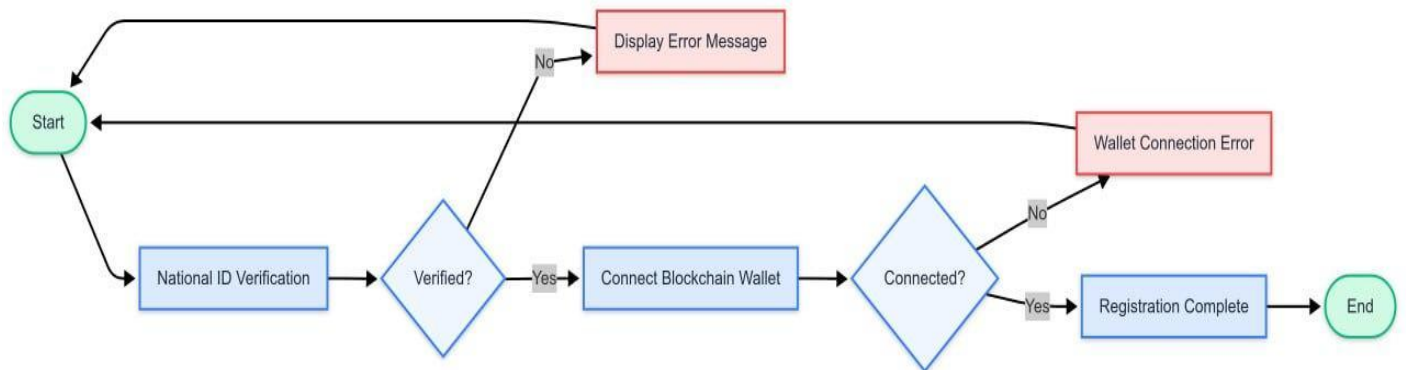 Display Error Message
No
Start
Wallet Connection Error
No
National ID Verification
Verified?
Yes
Connect Blockchain Wallet
Connected?
Yes
Registration Complete
End